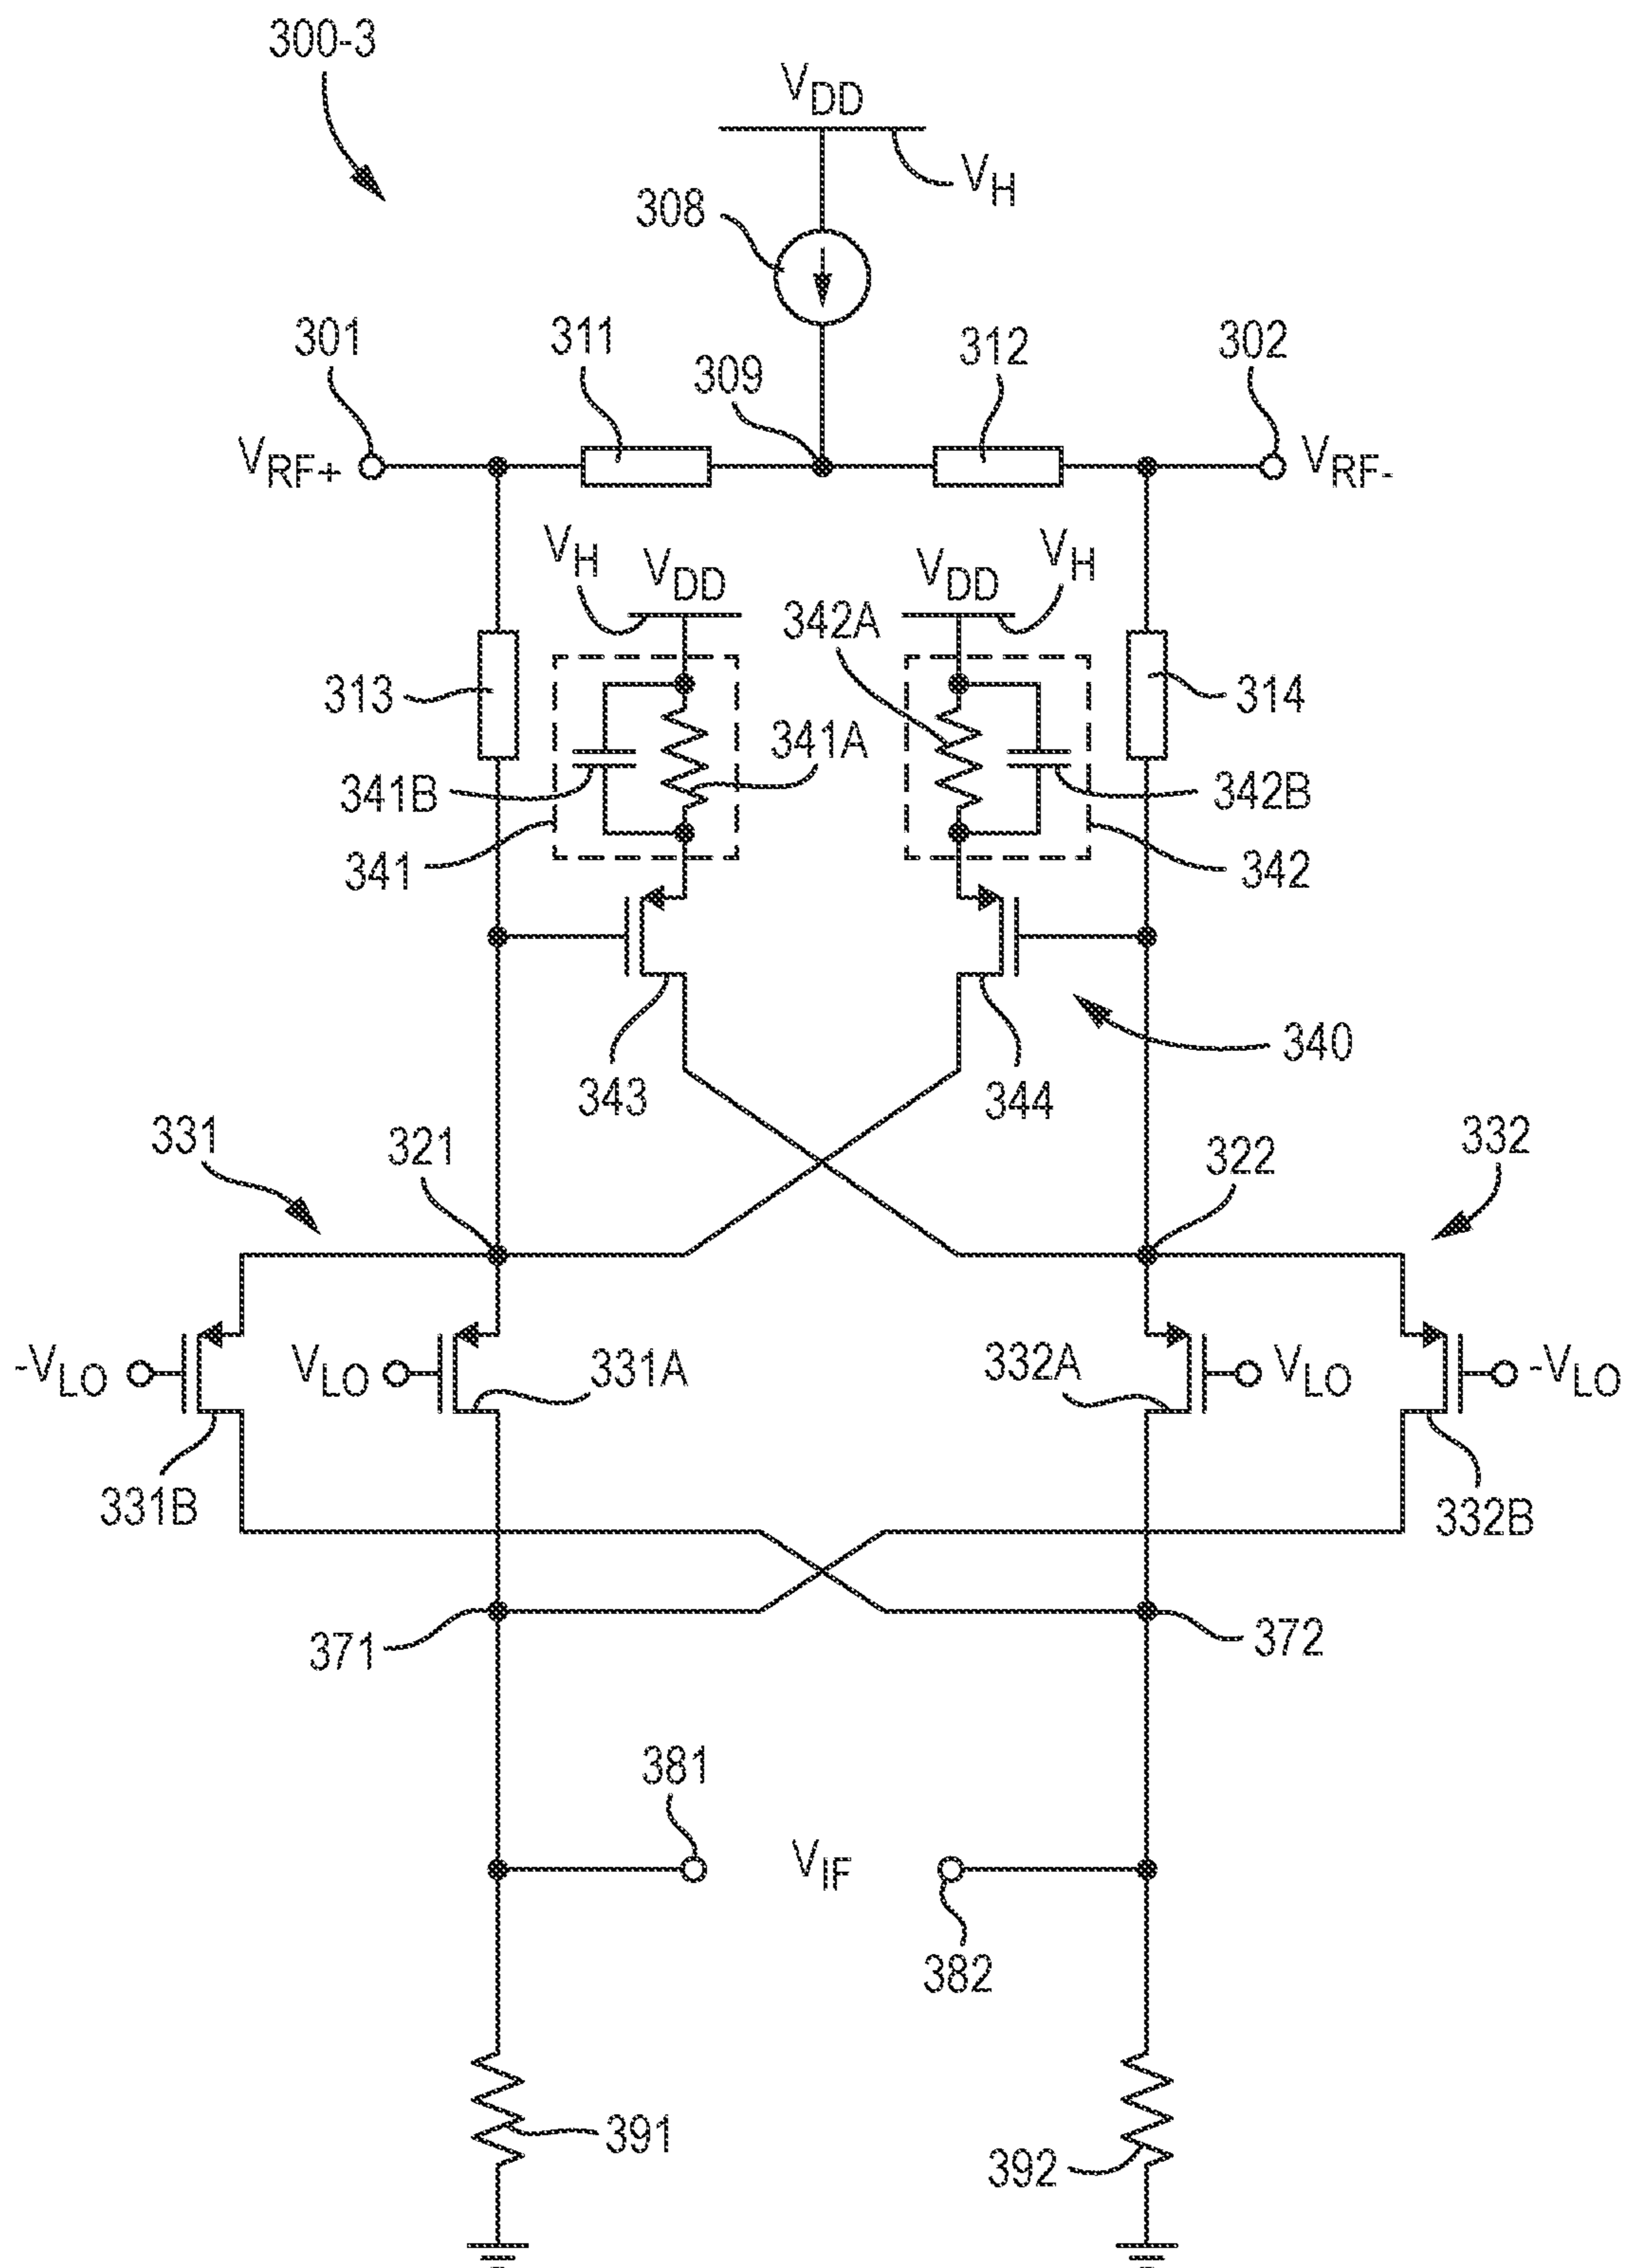 300-3
VDD
VH
308
301
311
309
312
302
VRF+
VRF-
VH
VDD
VDD
VH
342A
313
314
341A
341B
342B
341
342
340
343
344
331
321
322
332
-VLO
VLO
331A
332A
VLO
-VLO
331B
332B
371
372
381
VIF
382
391
392